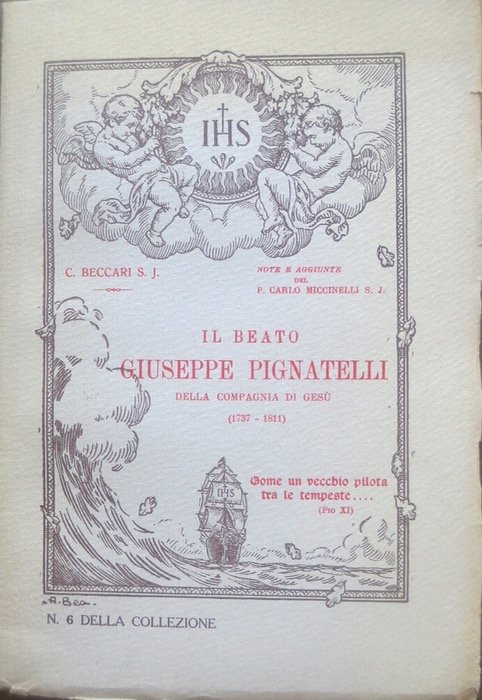 IHS
C. BECCARI S. J.
NOTE E AGGIUNTE
DEL
P. CARLO MICCINELLI S. J.
IL BEATO
GIUSEPPE PIGNATELLI
DELLA COMPAGNIA DI GESÙ
(1737 - 1811)
Come un vecchio pilota
tra le tempeste....
(Pio XI)
IHS
A. Bea.
N. 6 DELLA COLLEZIONE